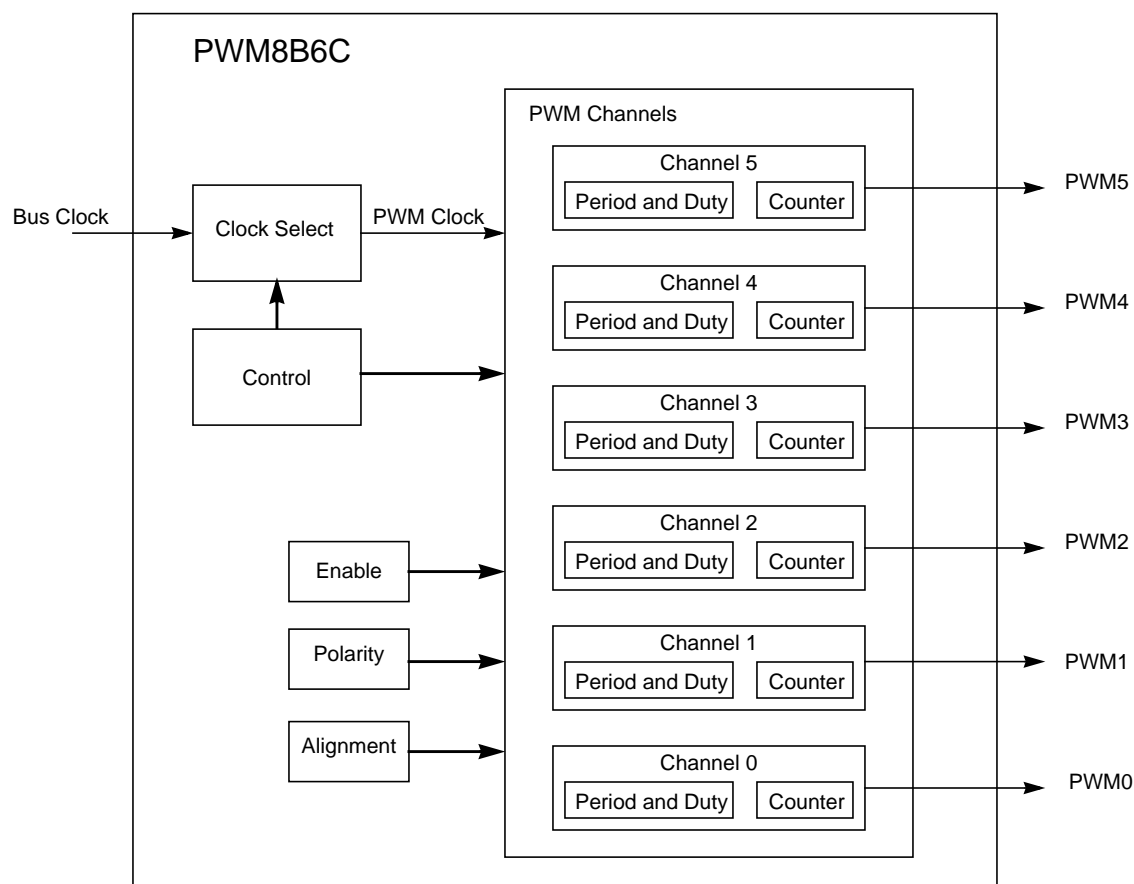 PWM8B6C
PWM Channels
Channel 5
Period and Duty
Counter
PWM5
Bus Clock
Clock Select
PWM Clock
Channel 4
Period and Duty
Counter
PWM4
Control
Channel 3
Period and Duty
Counter
PWM3
Channel 2
Period and Duty
Counter
PWM2
Enable
Polarity
Channel 1
Period and Duty
Counter
PWM1
Alignment
Channel 0
Period and Duty
Counter
PWM0